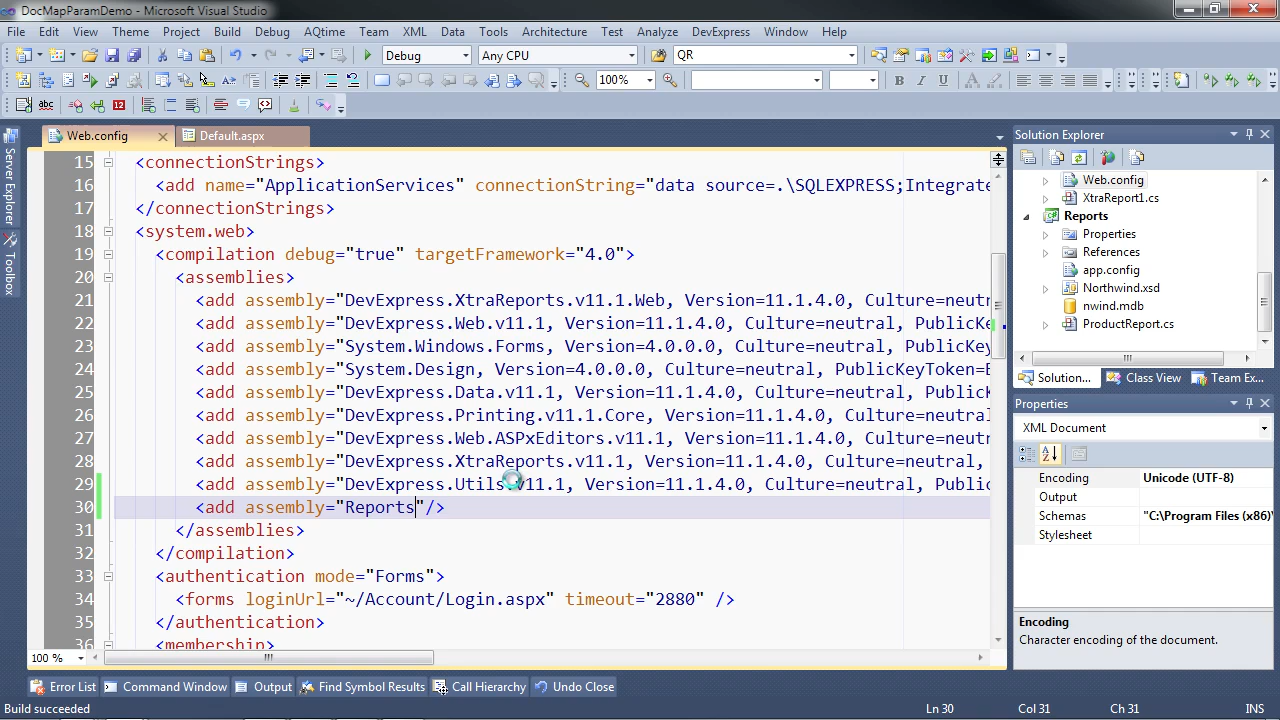 DocMapParamDemo - Microsoft Visual Studio
File Edit View Theme Project Build Debug AQtime Team XML Data Tools Architecture Test Analyze DevExpress Window Help
Debug Any CPU QR
100%
abc 12
Web.config Default.aspx
Server Explorer
Toolbox
15 <connectionStrings>
16 <add name="ApplicationServices" connectionString="data source=.\SQLEXPRESS;Integrate
17 </connectionStrings>
18 <system.web>
19 <compilation debug="true" targetFramework="4.0">
20 <assemblies>
21 <add assembly="DevExpress.XtraReports.v11.1.Web, Version=11.1.4.0, Culture=neutr
22 <add assembly="DevExpress.Web.v11.1, Version=11.1.4.0, Culture=neutral, PublicKe
23 <add assembly="System.Windows.Forms, Version=4.0.0.0, Culture=neutral, PublicKey
24 <add assembly="System.Design, Version=4.0.0.0, Culture=neutral, PublicKeyToken=B
25 <add assembly="DevExpress.Data.v11.1, Version=11.1.4.0, Culture=neutral, PublicK
26 <add assembly="DevExpress.Printing.v11.1.Core, Version=11.1.4.0, Culture=neutral
27 <add assembly="DevExpress.Web.ASPxEditors.v11.1, Version=11.1.4.0, Culture=neutr
28 <add assembly="DevExpress.XtraReports.v11.1, Version=11.1.4.0, Culture=neutral,
29 <add assembly="DevExpress.Utils.v11.1, Version=11.1.4.0, Culture=neutral, Public
30 <add assembly="Reports"/>
31 </assemblies>
32 </compilation>
33 <authentication mode="Forms">
34 <forms loginUrl="~/Account/Login.aspx" timeout="2880" />
35 </authentication>
36 <membership>
100 %
Solution Explorer
Web.config
XtraReport1.cs
Reports
Properties
References
app.config
Northwind.xsd
nwind.mdb
ProductReport.cs
Solution... Class View Team Ex...
Properties
XML Document
Encoding Unicode (UTF-8)
Output
Schemas "C:\Program Files (x86)\
Stylesheet
Encoding
Character encoding of the document.
Error List Command Window Output Find Symbol Results Call Hierarchy Undo Close
Build succeeded Ln 30 Col 31 Ch 31 INS